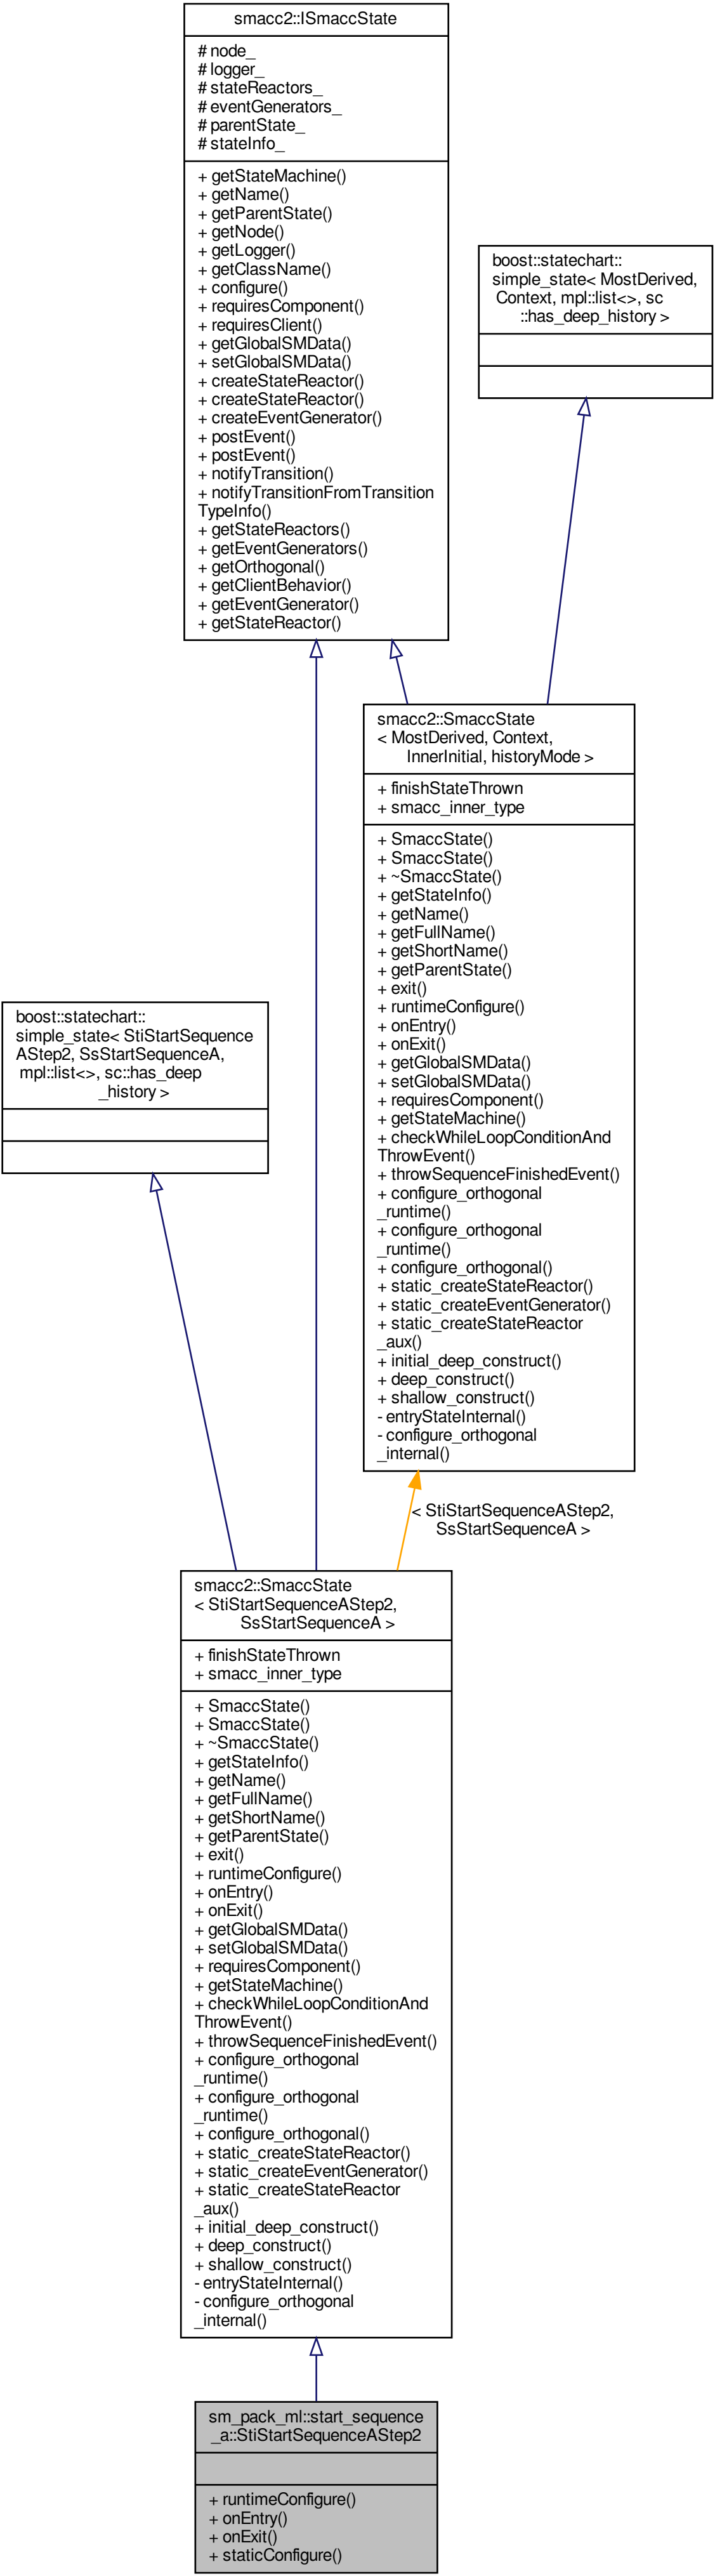 smacc2::ISmaccState
# node_
# logger_
# stateReactors_
# eventGenerators_
# parentState_
# stateInfo_
+ getStateMachine()
+ getName()
+ getParentState()
+ getNode()
+ getLogger()
+ getClassName()
+ configure()
+ requiresComponent()
+ requiresClient()
+ getGlobalSMData()
+ setGlobalSMData()
+ createStateReactor()
+ createStateReactor()
+ createEventGenerator()
+ postEvent()
+ postEvent()
+ notifyTransition()
+ notifyTransitionFromTransition
TypeInfo()
+ getStateReactors()
+ getEventGenerators()
+ getOrthogonal()
+ getClientBehavior()
+ getEventGenerator()
+ getStateReactor()
boost::statechart::
simple_state< MostDerived,
Context, mpl::list<>, sc
::has_deep_history >
smacc2::SmaccState
< MostDerived, Context,
InnerInitial, historyMode >
+ finishStateThrown
+ smacc_inner_type
+ SmaccState()
+ SmaccState()
+ ~SmaccState()
+ getStateInfo()
+ getName()
+ getFullName()
+ getShortName()
+ getParentState()
+ exit()
+ runtimeConfigure()
+ onEntry()
+ onExit()
+ getGlobalSMData()
+ setGlobalSMData()
+ requiresComponent()
+ getStateMachine()
+ checkWhileLoopConditionAnd
ThrowEvent()
+ throwSequenceFinishedEvent()
+ configure_orthogonal
_runtime()
+ configure_orthogonal
_runtime()
+ configure_orthogonal()
+ static_createStateReactor()
+ static_createEventGenerator()
+ static_createStateReactor
_aux()
+ initial_deep_construct()
+ deep_construct()
+ shallow_construct()
- entryStateInternal()
- configure_orthogonal
_internal()
boost::statechart::
simple_state< StiStartSequence
AStep2, SsStartSequenceA,
mpl::list<>, sc::has_deep
_history >
< StiStartSequenceAStep2,
SsStartSequenceA >
smacc2::SmaccState
< StiStartSequenceAStep2,
SsStartSequenceA >
+ finishStateThrown
+ smacc_inner_type
+ SmaccState()
+ SmaccState()
+ ~SmaccState()
+ getStateInfo()
+ getName()
+ getFullName()
+ getShortName()
+ getParentState()
+ exit()
+ runtimeConfigure()
+ onEntry()
+ onExit()
+ getGlobalSMData()
+ setGlobalSMData()
+ requiresComponent()
+ getStateMachine()
+ checkWhileLoopConditionAnd
ThrowEvent()
+ throwSequenceFinishedEvent()
+ configure_orthogonal
_runtime()
+ configure_orthogonal
_runtime()
+ configure_orthogonal()
+ static_createStateReactor()
+ static_createEventGenerator()
+ static_createStateReactor
_aux()
+ initial_deep_construct()
+ deep_construct()
+ shallow_construct()
- entryStateInternal()
- configure_orthogonal
_internal()
sm_pack_ml::start_sequence
_a::StiStartSequenceAStep2
+ runtimeConfigure()
+ onEntry()
+ onExit()
+ staticConfigure()